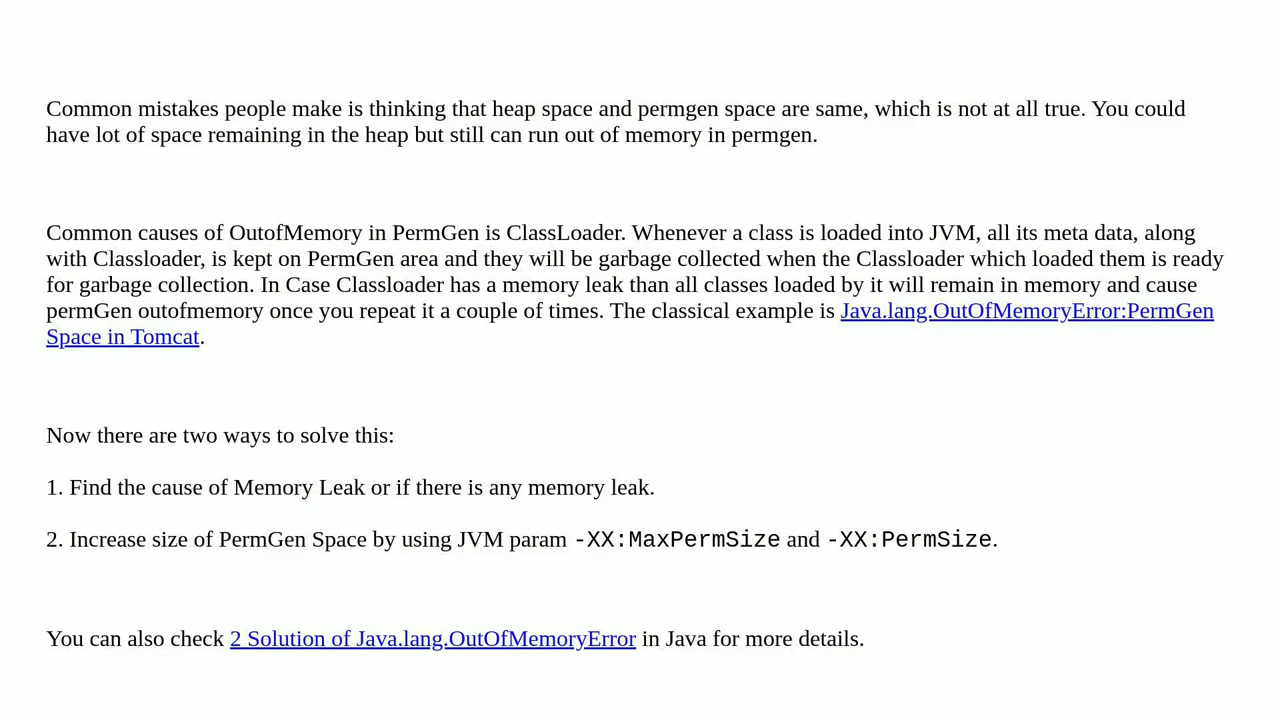 Common mistakes people make is thinking that heap space and permgen space are same, which is not at all true. You could
have lot of space remaining in the heap but still can run out of memory in permgen.
Common causes of OutofMemory in PermGen is ClassLoader. Whenever a class is loaded into JVM, all its meta data, along
with Classloader, is kept on PermGen area and they will be garbage collected when the Classloader which loaded them is ready
for garbage collection. In Case Classloader has a memory leak than all classes loaded by it will remain in memory and cause
permGen outofmemory once you repeat it a couple of times. The classical example is Java.lang.OutOfMemoryError:PermGen
Space in Tomcat.
Now there are two ways to solve this:
1. Find the cause of Memory Leak or if there is any memory leak.
2. Increase size of PermGen Space by using JVM param -XX:MaxPermSize and -XX:PermSize.
You can also check 2 Solution of Java.lang.OutOfMemoryError in Java for more details.